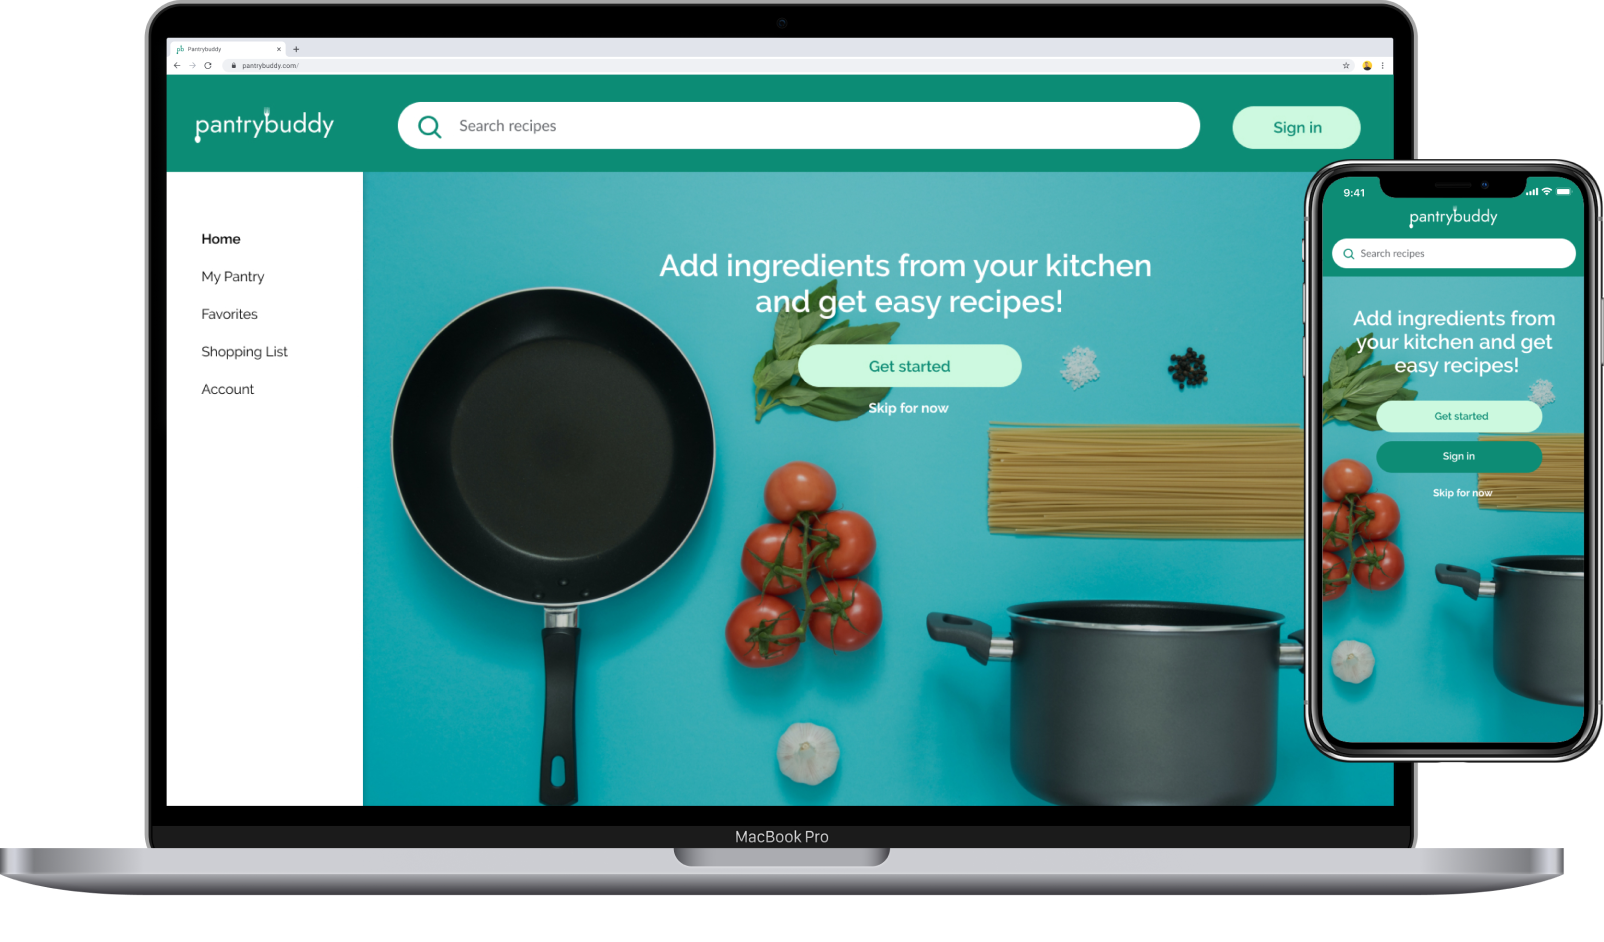 pb Pantrybuddy
pantrybuddy.com/
pantrybuddy
Search recipes
Sign in
Home
My Pantry
Favorites
Shopping List
Account
Add ingredients from your kitchen
and get easy recipes!
Get started
Skip for now
MacBook Pro
9:41
pantrybuddy
Search recipes
Add ingredients from
your kitchen and get
easy recipes!
Get started
Sign in
Skip for now